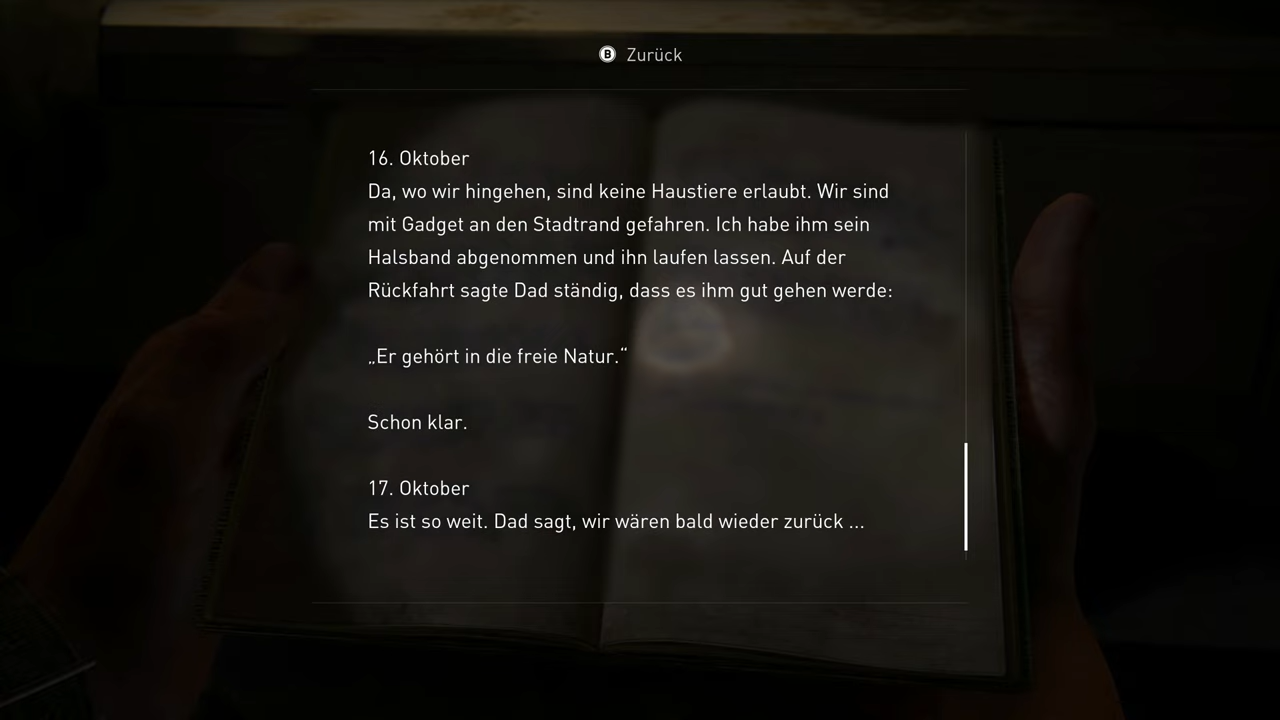 B Zurück
16. Oktober
Da, wo wir hingehen, sind keine Haustiere erlaubt. Wir sind
mit Gadget an den Stadtrand gefahren. Ich habe ihm sein
Halsband abgenommen und ihn laufen lassen. Auf der
Rückfahrt sagte Dad ständig, dass es ihm gut gehen werde:
„Er gehört in die freie Natur.“
Schon klar.
17. Oktober
Es ist so weit. Dad sagt, wir wären bald wieder zurück ...